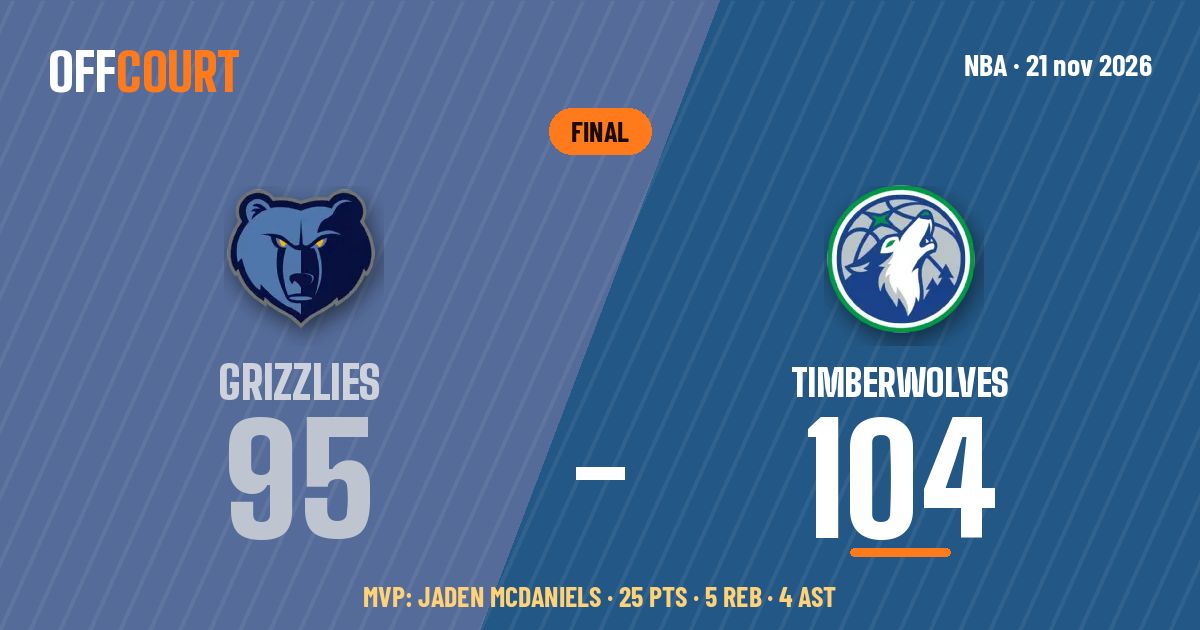 OFFCOURT
NBA · 21 nov 2026
FINAL
GRIZZLIES
TIMBERWOLVES
95 – 104
MVP: JADEN MCDANIELS · 25 PTS · 5 REB · 4 AST